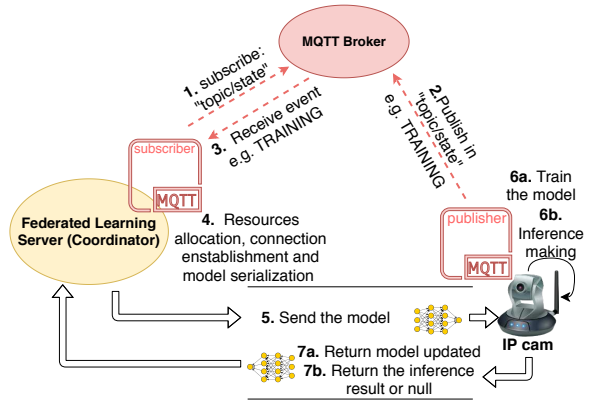 MQTT Broker
1. subscribe:
"topic/state"
3. Receive event
e.g. TRAINING
2.Publish in
"topic/state"
e.g. TRAINING
subscriber
MQTT
Federated Learning
Server (Coordinator)
4. Resources
allocation, connection
enstablishment and
model serialization
publisher
MQTT
6a. Train
the model
6b.
Inference
making
5. Send the model
IP cam
7a. Return model updated
7b. Return the inference
result or null